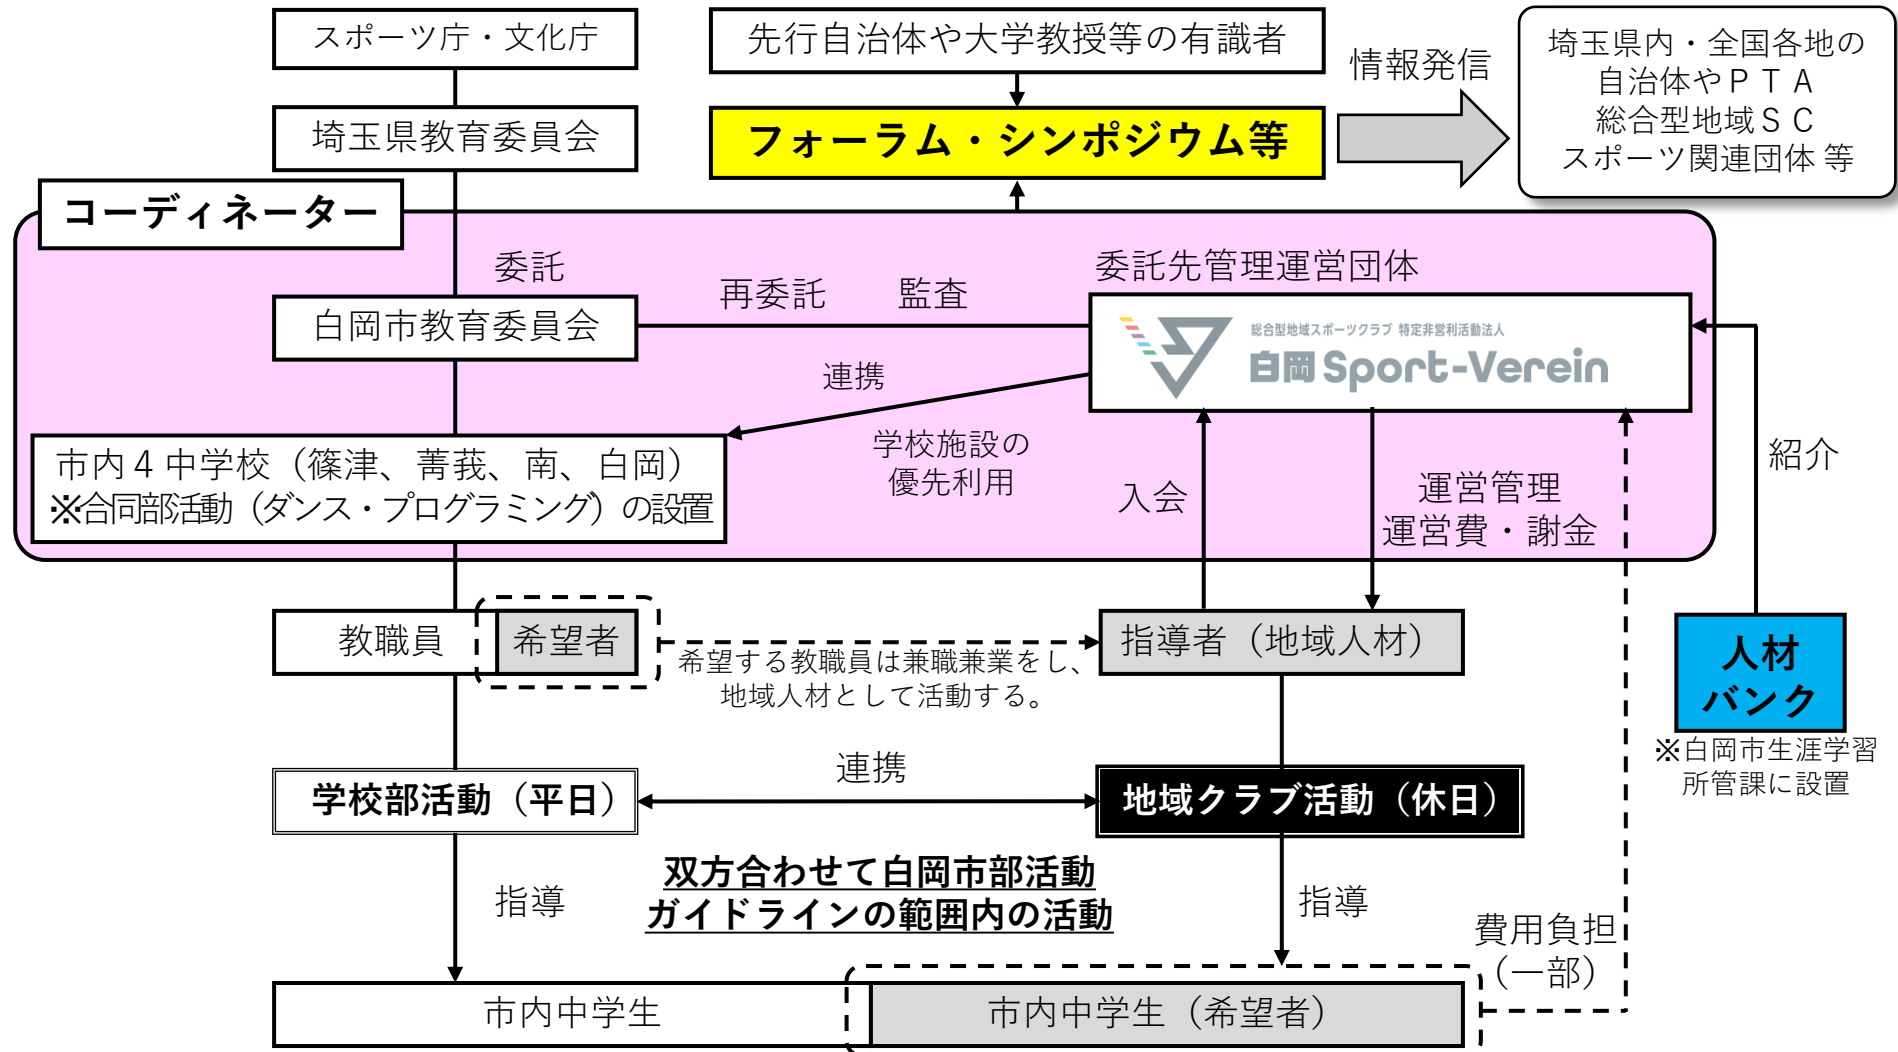 スポーツ庁・文化庁
先行自治体や大学教授等の有識者
情報発信
埼玉県内・全国各地の
自治体やＰＴＡ
総合型地域ＳＣ
スポーツ関連団体 等
埼玉県教育委員会
フォーラム・シンポジウム等
コーディネーター
委託
再委託
監査
委託先管理運営団体
白岡市教育委員会
総合型地域スポーツクラブ 特定非営利活動法人
白岡 Sport-Verein
連携
学校施設の
優先利用
市内４中学校（篠津、菁莪、南、白岡）
※合同部活動（ダンス・プログラミング）の設置
入会
運営管理
運営費・謝金
紹介
教職員
希望者
希望する教職員は兼職兼業をし、
地域人材として活動する。
指導者（地域人材）
人材
バンク
※白岡市生涯学習
所管課に設置
学校部活動（平日）
連携
地域クラブ活動（休日）
双方合わせて白岡市部活動
ガイドラインの範囲内の活動
指導
指導
費用負担
（一部）
市内中学生
市内中学生（希望者）